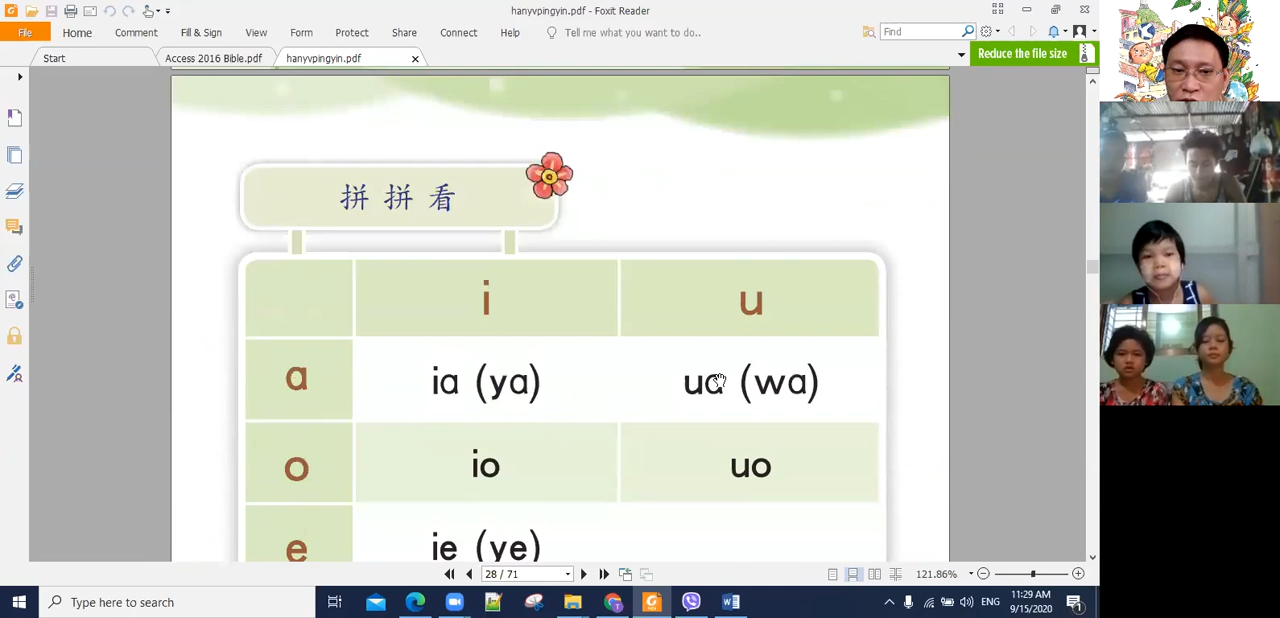 hanyvpingyin.pdf - Foxit Reader
File Home Comment Fill & Sign View Form Protect Share Connect Help Tell me what you want to do.. Find
Start Access 2016 Bible.pdf hanyvpingyin.pdf × Reduce the file size
拼拼看
i u
a ia (ya) ua (wa)
o io uo
e ie (ye)
28 / 71 121.86%
Type here to search ENG 11:29 AM
9/15/2020